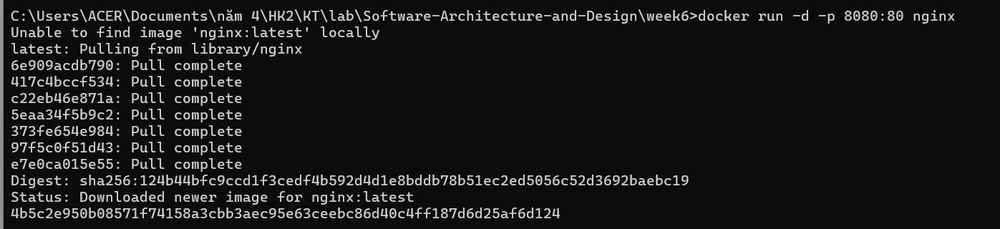 C:\Users\ACER\Documents\năm 4\HK2\KT\lab\Software-Architecture-and-Design\week6>docker run -d -p 8080:80 nginx
Unable to find image 'nginx:latest' locally
latest: Pulling from library/nginx
6e909acdb790: Pull complete
417c4bccf534: Pull complete
c22eb46e871a: Pull complete
5eaa34f5b9c2: Pull complete
373fe654e984: Pull complete
97f5c0f51d43: Pull complete
e7e0ca015e55: Pull complete
Digest: sha256:124b44bfc9ccd1f3cedf4b592d4d1e8bddb78b51ec2ed5056c52d3692baebc19
Status: Downloaded newer image for nginx:latest
4b5c2e950b08571f74158a3cbb3aec95e63ceebc86d40c4ff187d6d25af6d124